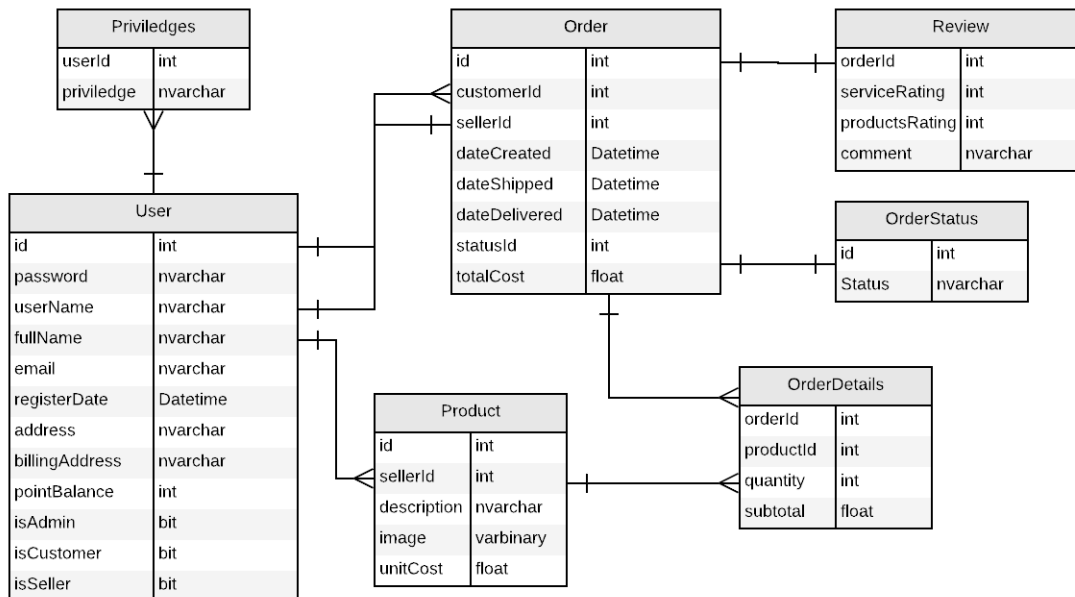 Priviledges
userId int
priviledge nvarchar
Order
id int
customerId int
sellerId int
dateCreated Datetime
dateShipped Datetime
dateDelivered Datetime
statusId int
totalCost float
Review
orderId int
serviceRating int
productsRating int
comment nvarchar
User
id int
password nvarchar
userName nvarchar
fullName nvarchar
email nvarchar
registerDate Datetime
address nvarchar
billingAddress nvarchar
pointBalance int
isAdmin bit
isCustomer bit
isSeller bit
OrderStatus
id int
Status nvarchar
Product
id int
sellerId int
description nvarchar
image varbinary
unitCost float
OrderDetails
orderId int
productId int
quantity int
subtotal float